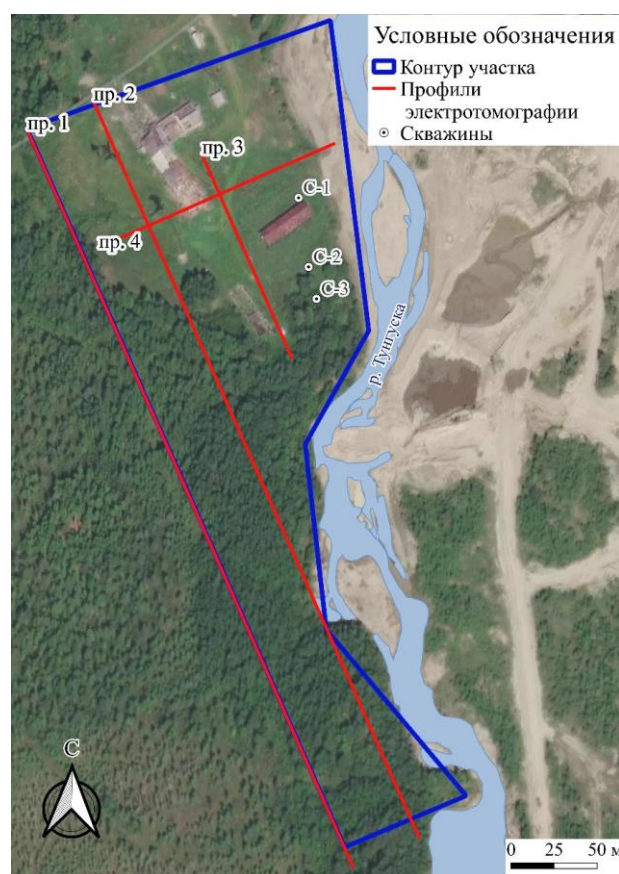 Условные обозначения
Контур участка
Профили
электротомографии
Скважины
пр. 2
пр. 1
пр. 3
С-1
пр. 4
С-2
С-3
р. Тунгуска
С
0 25 50 м